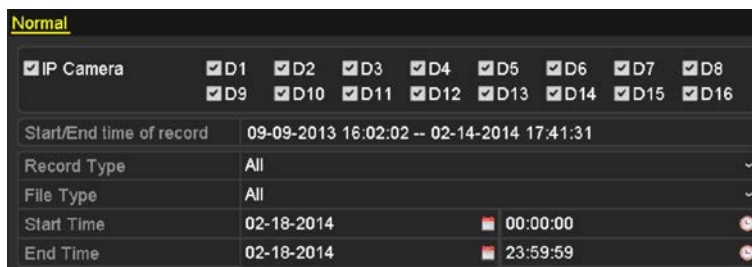 Normal
IP Camera D1 D2 D3 D4 D5 D6 D7 D8
D9 D10 D11 D12 D13 D14 D15 D16
Start/End time of record 09-09-2013 16:02:02 -- 02-14-2014 17:41:31
Record Type All
File Type All
Start Time 02-18-2014 00:00:00
End Time 02-18-2014 23:59:59